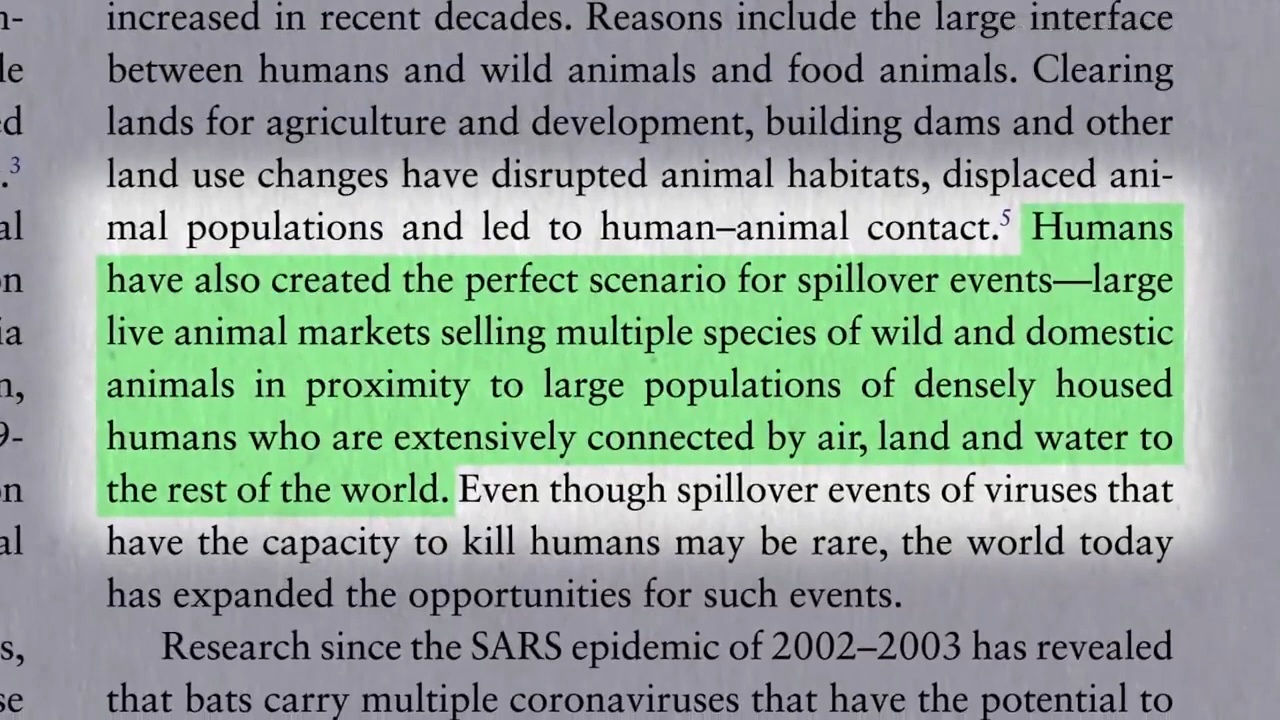 increased in recent decades. Reasons include the large interface
between humans and wild animals and food animals. Clearing
lands for agriculture and development, building dams and other
.3 land use changes have disrupted animal habitats, displaced ani-
mal populations and led to human–animal contact.5 Humans
have also created the perfect scenario for spillover events—large
live animal markets selling multiple species of wild and domestic
animals in proximity to large populations of densely housed
humans who are extensively connected by air, land and water to
the rest of the world. Even though spillover events of viruses that
have the capacity to kill humans may be rare, the world today
has expanded the opportunities for such events.
Research since the SARS epidemic of 2002–2003 has revealed
that bats carry multiple coronaviruses that have the potential to